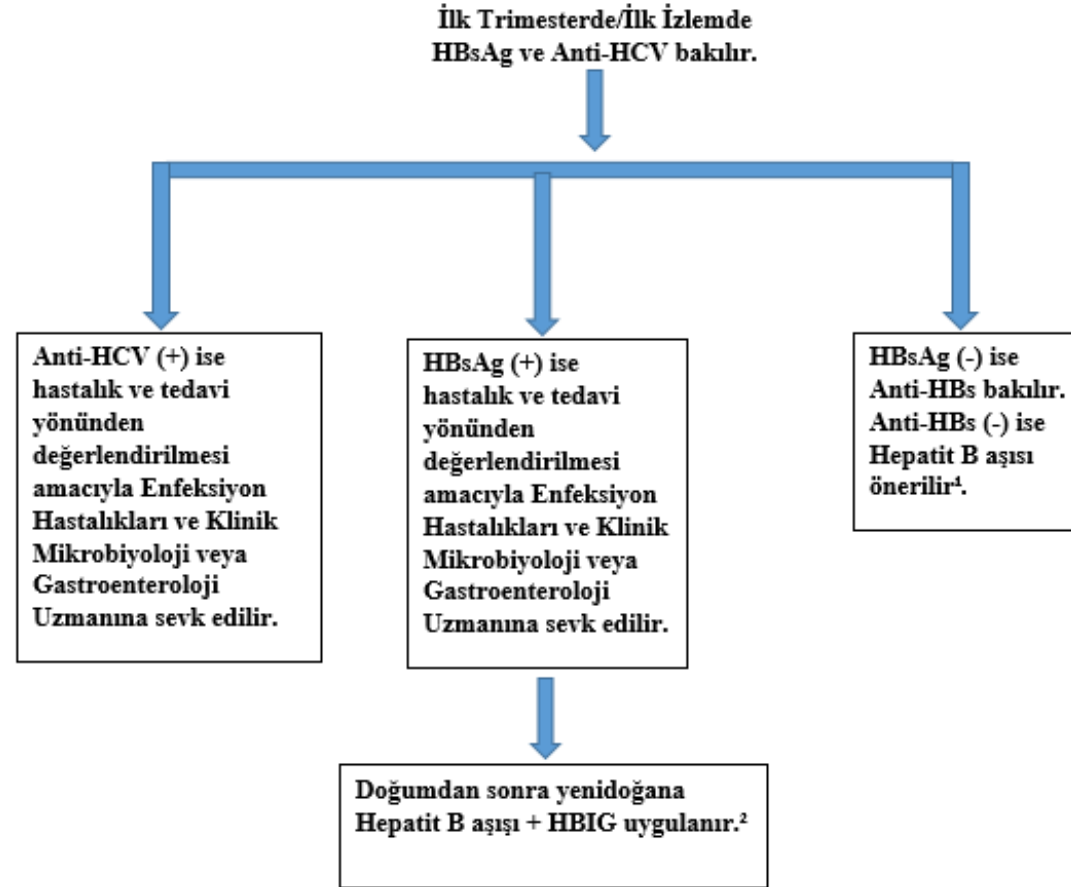 İlk Trimesterde/İlk İzlemde
HBsAg ve Anti-HCV bakılır.
Anti-HCV (+) ise
hastalık ve tedavi
yönünden
değerlendirilmesi
amacıyla Enfeksiyon
Hastalıkları ve Klinik
Mikrobiyoloji veya
Gastroenteroloji
Uzmanına sevk edilir.
HBsAg (+) ise
hastalık ve tedavi
yönünden
değerlendirilmesi
amacıyla Enfeksiyon
Hastalıkları ve Klinik
Mikrobiyoloji veya
Gastroenteroloji
Uzmanına sevk edilir.
HBsAg (-) ise
Anti-HBs bakılır.
Anti-HBs (-) ise
Hepatit B aşısı
önerilir¹.
Doğumdan sonra yenidoğana
Hepatit B aşısı + HBIG uygulanır.²